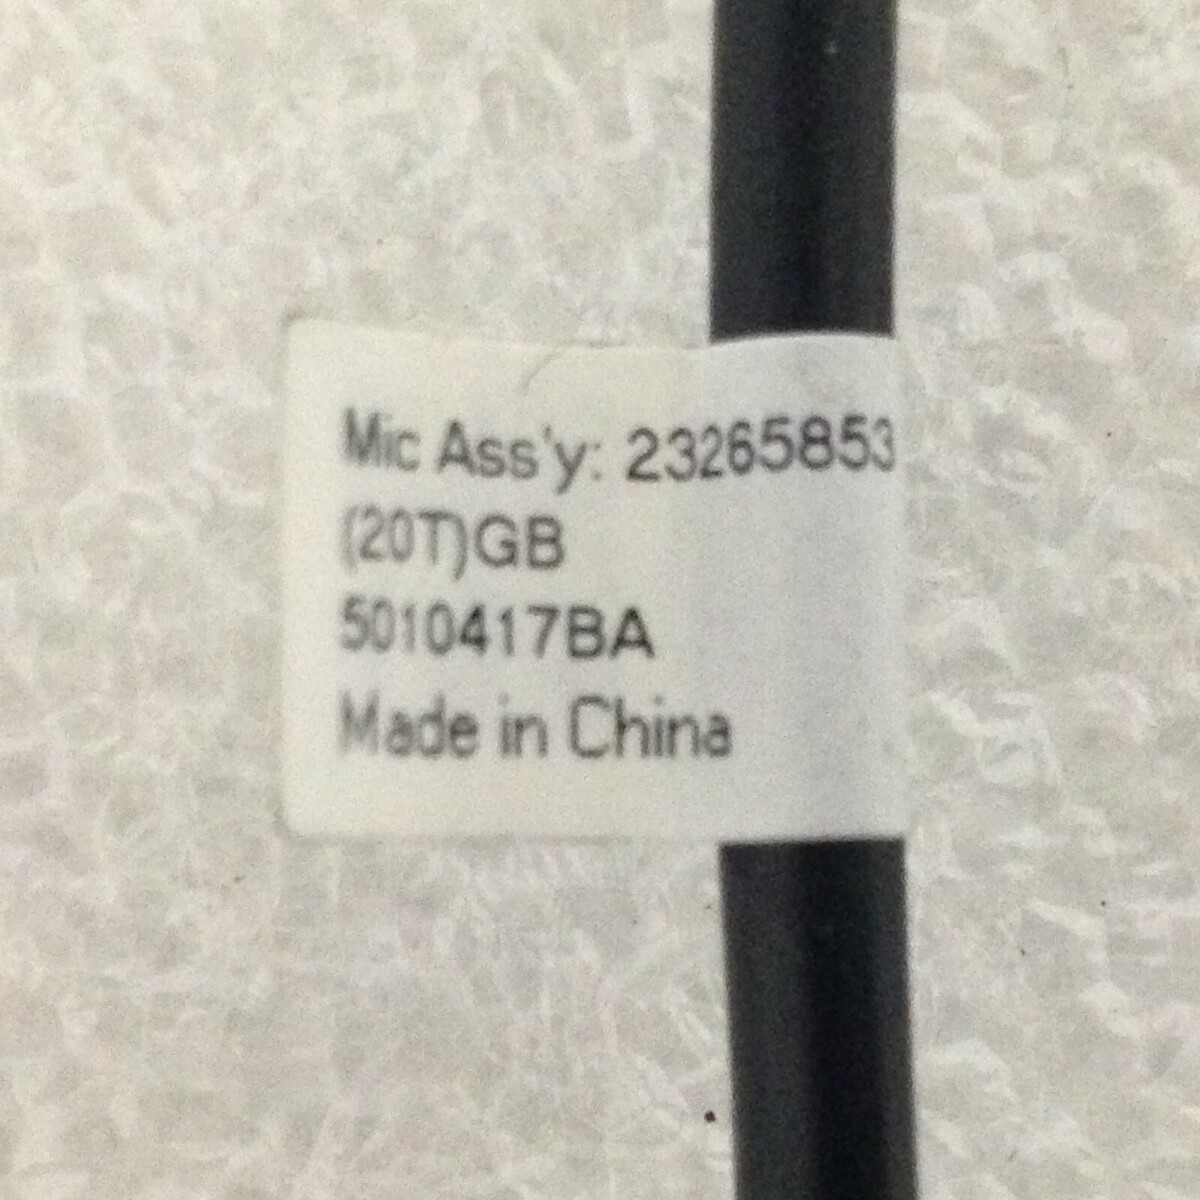 Mic Ass'y: 23265853
(20T)GB
5010417BA
Made in China